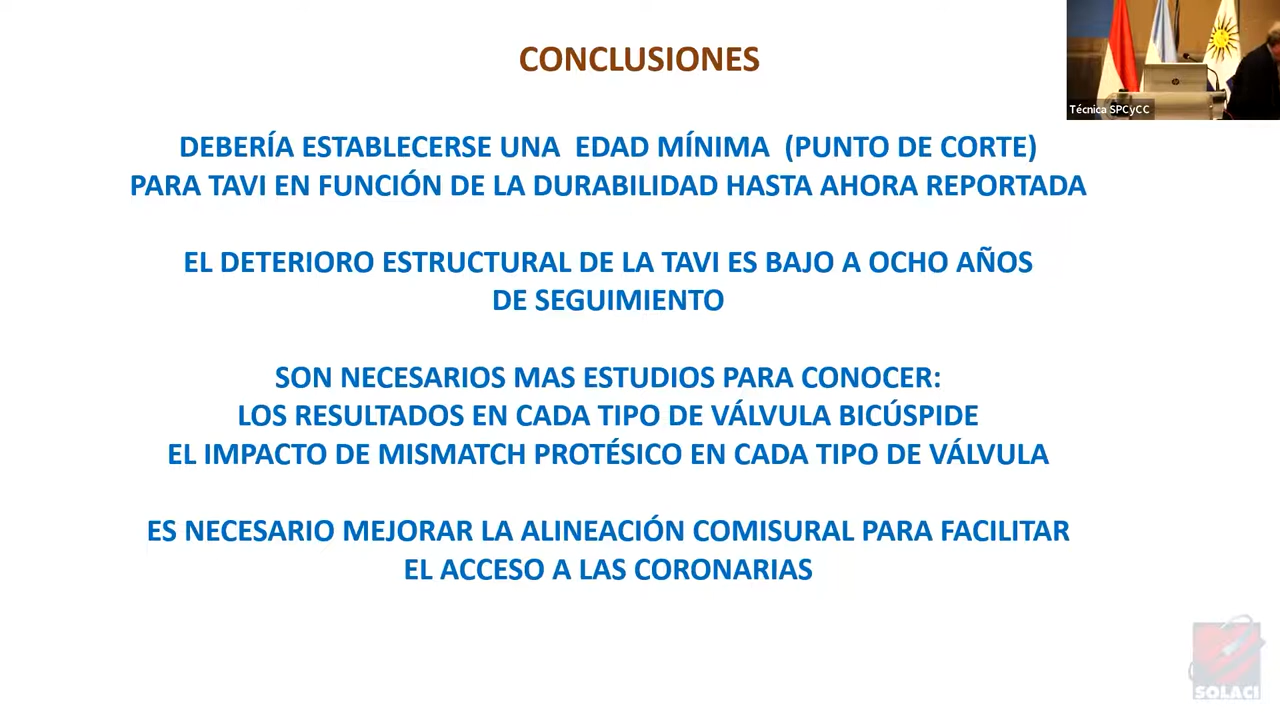 CONCLUSIONES
Técnica SPCyCC
DEBERÍA ESTABLECERSE UNA EDAD MÍNIMA (PUNTO DE CORTE)
PARA TAVI EN FUNCIÓN DE LA DURABILIDAD HASTA AHORA REPORTADA
EL DETERIORO ESTRUCTURAL DE LA TAVI ES BAJO A OCHO AÑOS
DE SEGUIMIENTO
SON NECESARIOS MAS ESTUDIOS PARA CONOCER:
LOS RESULTADOS EN CADA TIPO DE VÁLVULA BICÚSPIDE
EL IMPACTO DE MISMATCH PROTÉSICO EN CADA TIPO DE VÁLVULA
ES NECESARIO MEJORAR LA ALINEACIÓN COMISURAL PARA FACILITAR
EL ACCESO A LAS CORONARIAS
SOLACI